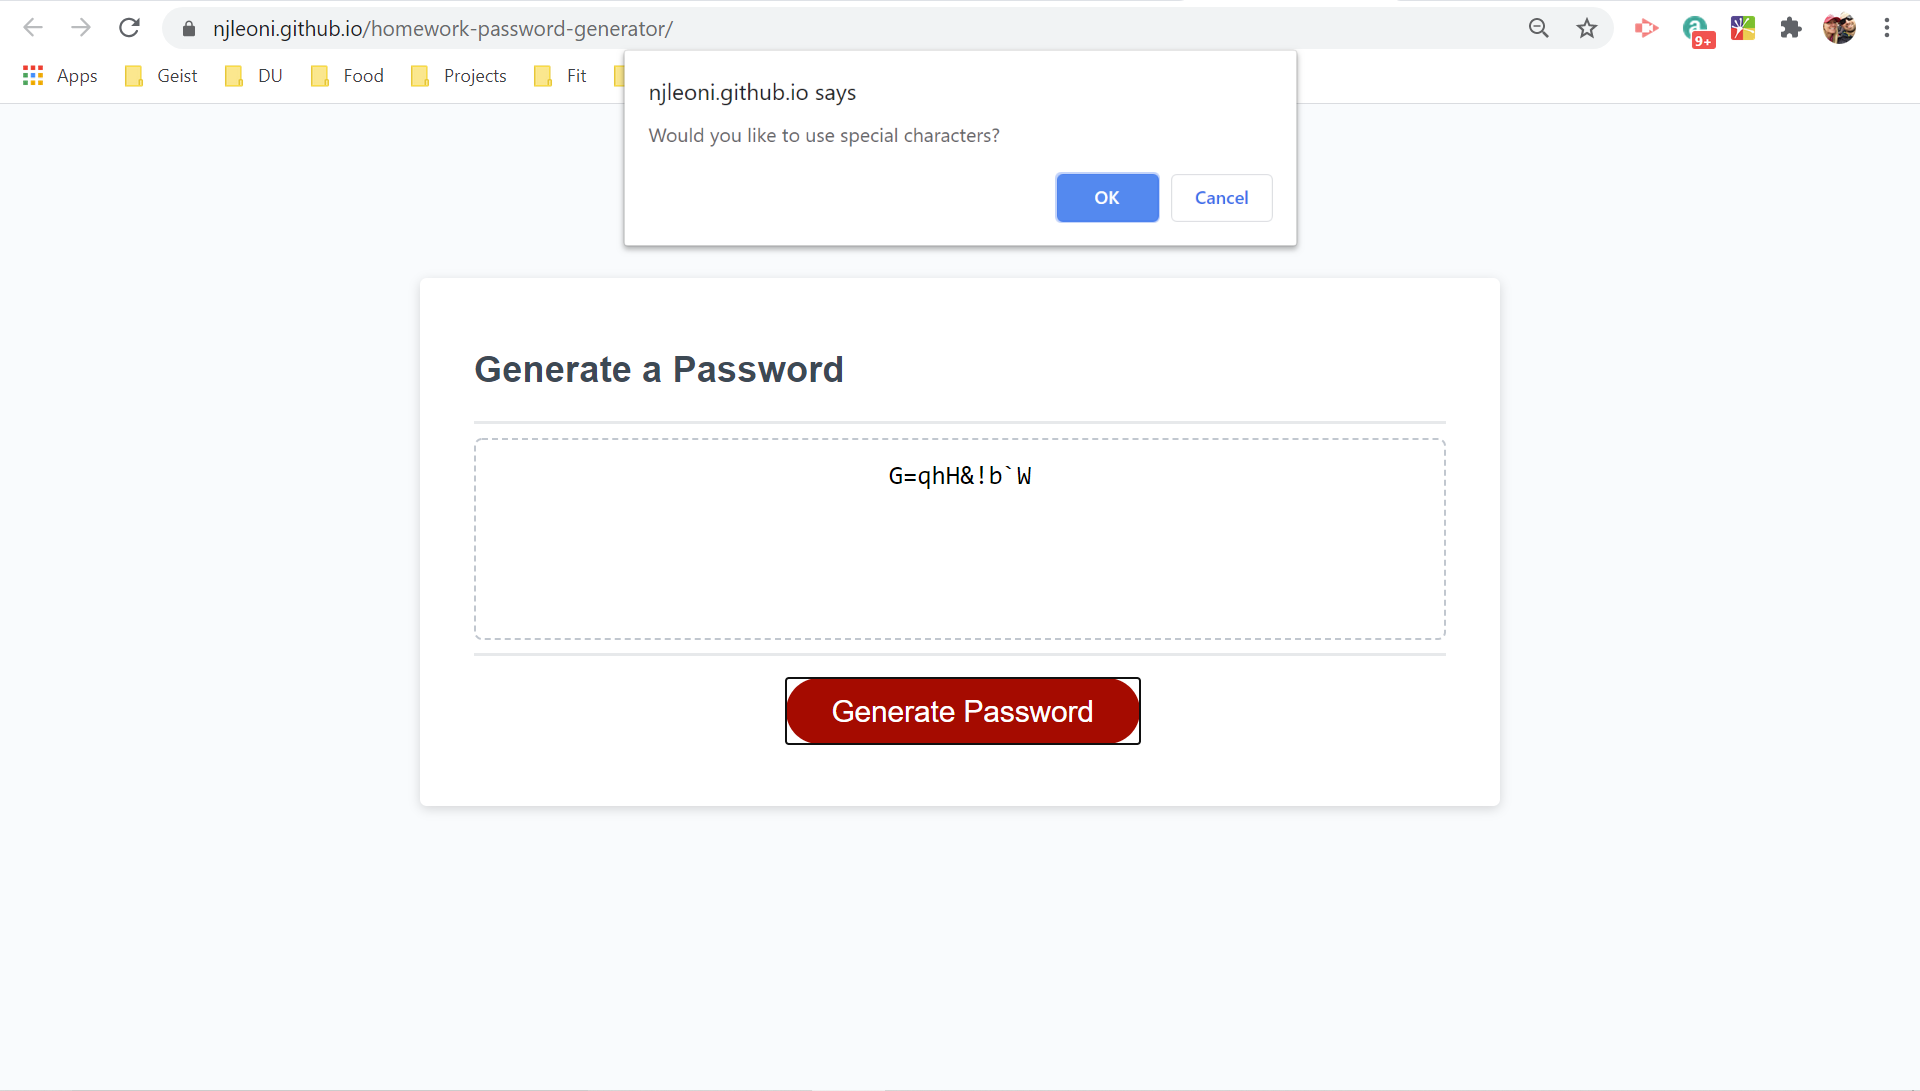 njleoni.github.io/homework-password-generator/
9+
Apps Geist DU Food Projects Fit
njleoni.github.io says
Would you like to use special characters?
OK Cancel
Generate a Password
G=qhH&!b`W
Generate Password